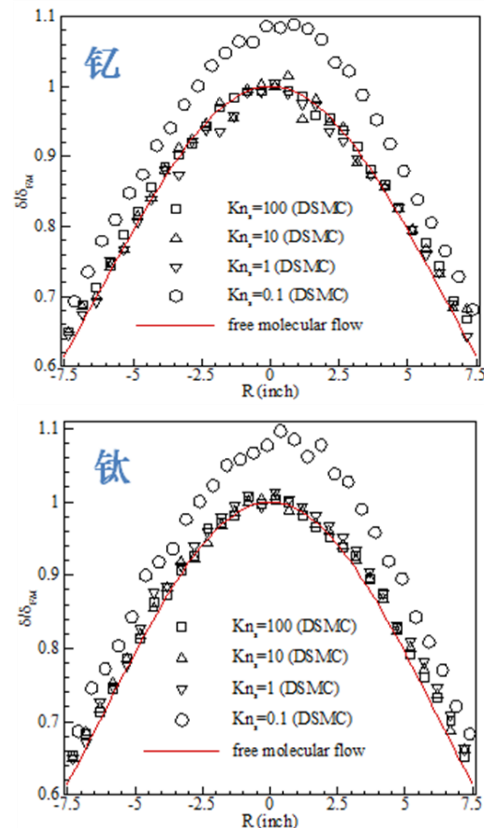 1.1
钇
1
0.9
δ/δFM
Kns=100 (DSMC)
Kns=10 (DSMC)
0.8
Kns=1 (DSMC)
Kns=0.1 (DSMC)
0.7
free molecular flow
0.6
-7.5 -5 -2.5 0 2.5 5 7.5
R (inch)
1.1
钛
1
0.9
δ/δFM
Kns=100 (DSMC)
0.8
Kns=10 (DSMC)
Kns=1 (DSMC)
0.7
Kns=0.1 (DSMC)
free molecular flow
0.6
-7.5 -5 -2.5 0 2.5 5 7.5
R (inch)